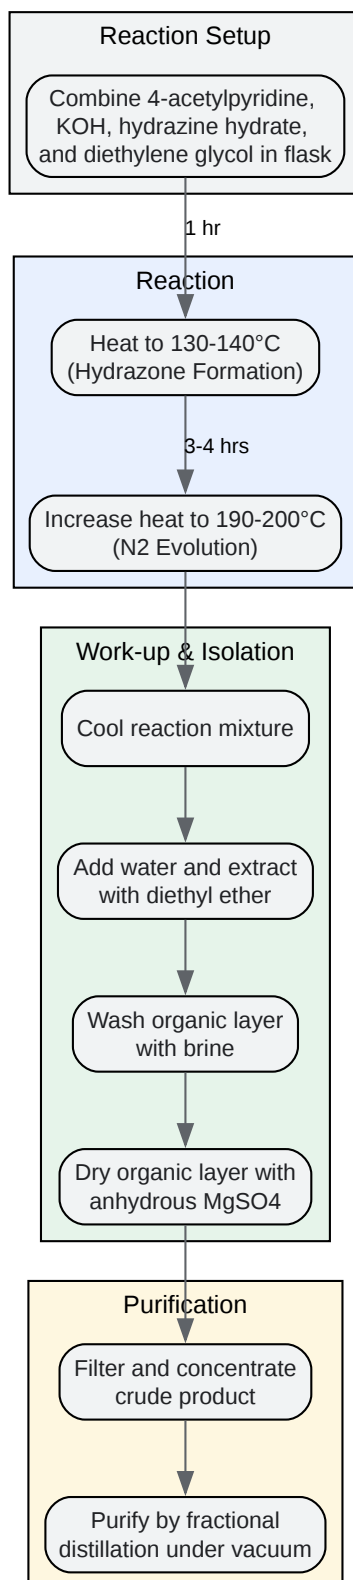 Reaction Setup
Combine 4-acetylpyridine,
KOH, hydrazine hydrate,
and diethylene glycol in flask
1 hr
Reaction
Heat to 130-140°C
(Hydrazone Formation)
3-4 hrs
Increase heat to 190-200°C
(N2 Evolution)
Work-up & Isolation
Cool reaction mixture
Add water and extract
with diethyl ether
Wash organic layer
with brine
Dry organic layer with
anhydrous MgSO4
Purification
Filter and concentrate
crude product
Purify by fractional
distillation under vacuum